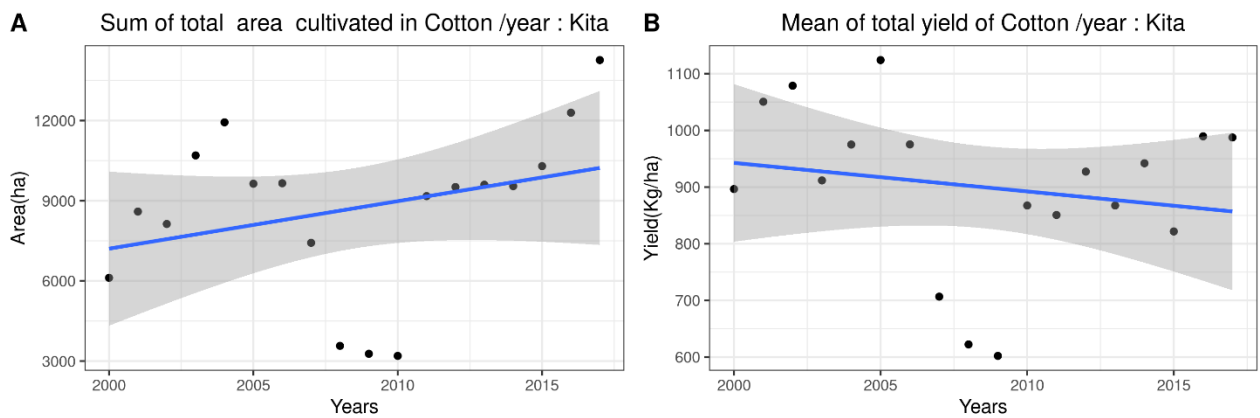 A
Sum of total area cultivated in Cotton /year : Kita
Area(ha)
12000
9000
6000
3000
2000
2005
2010
2015
Years
B
Mean of total yield of Cotton /year : Kita
Yield(Kg/ha)
1100
1000
900
800
700
600
2000
2005
2010
2015
Years